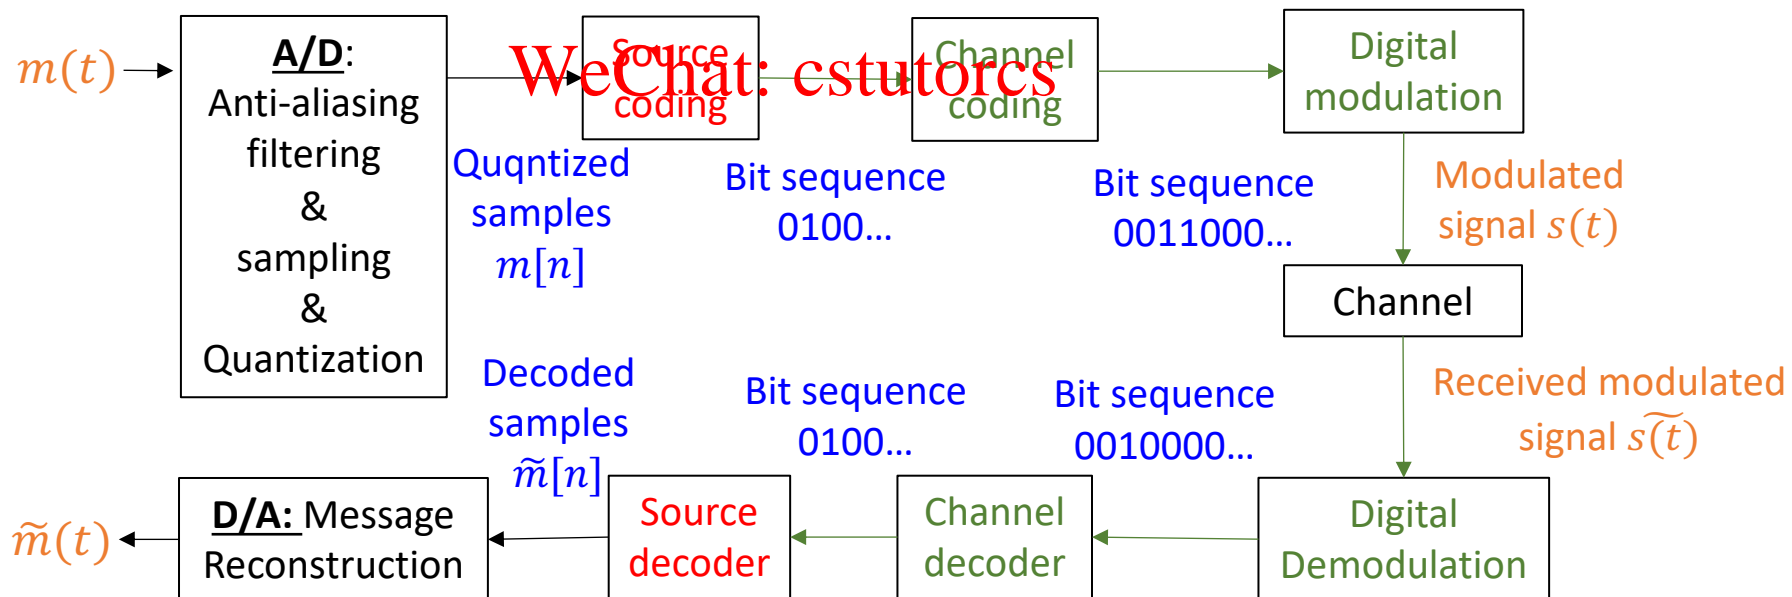 m(t)
A/D:
Anti-aliasing
filtering
&
sampling
&
Quantization
Quqntized
samples
m[n]
Source
coding
WeChat: cstutorcs
Bit sequence
0100...
Channel
coding
Bit sequence
0011000...
Digital
modulation
Modulated
signal s(t)
Channel
Received modulated
signal s̃(t)
Digital
Demodulation
Bit sequence
0010000...
Channel
decoder
Bit sequence
0100...
Source
decoder
Decoded
samples
m̃[n]
D/A: Message
Reconstruction
m̃(t)